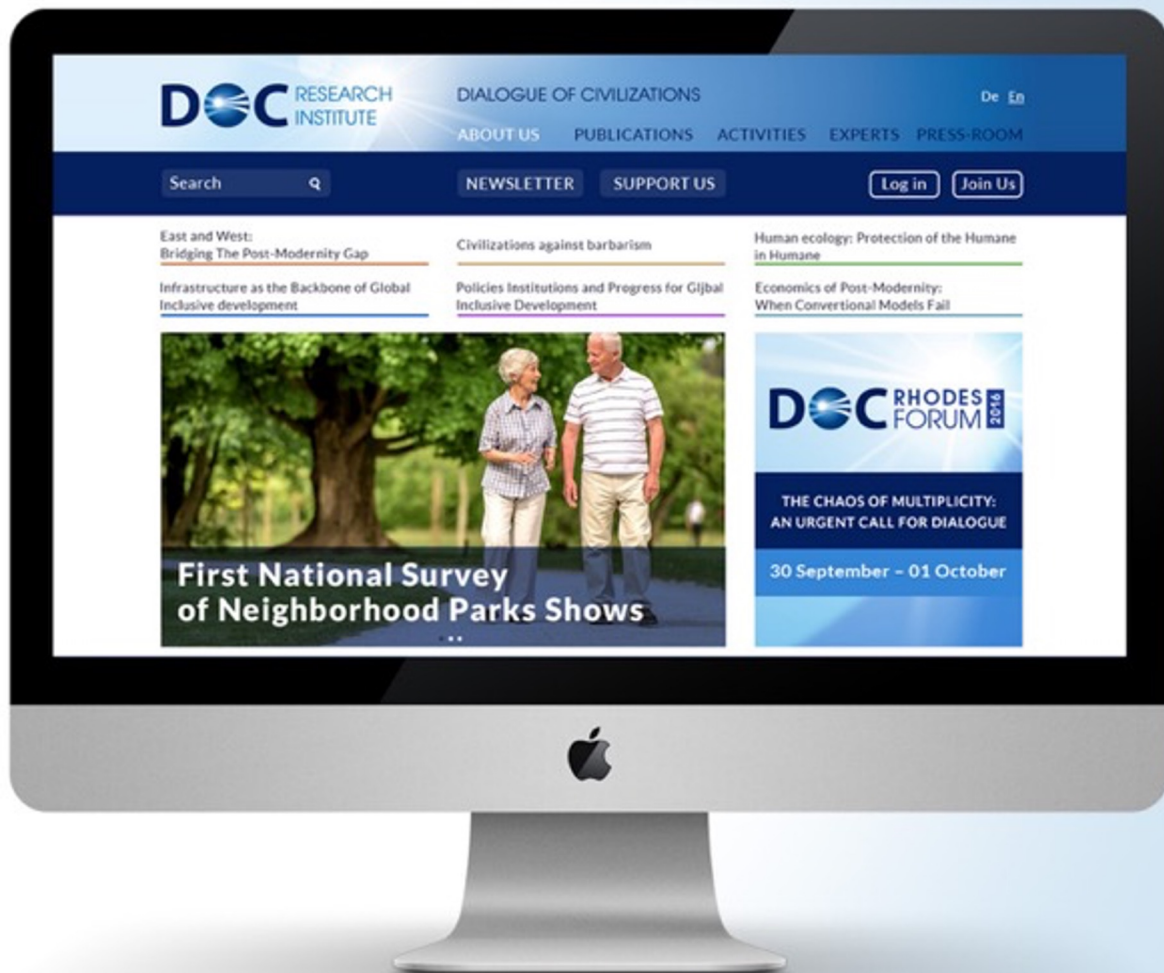 DOC RESEARCH
INSTITUTE
DIALOGUE OF CIVILIZATIONS
De En
ABOUT US PUBLICATIONS ACTIVITIES EXPERTS PRESS-ROOM
Search
NEWSLETTER SUPPORT US
Log in Join Us
East and West:
Bridging The Post-Modernity Gap
Civilizations against barbarism
Human ecology: Protection of the Humane
in Humane
Infrastructure as the Backbone of Global
Inclusive development
Policies Institutions and Progress for Gljbal
Inclusive Development
Economics of Post-Modernity:
When Convertional Models Fail
First National Survey
of Neighborhood Parks Shows
DOC RHODES
FORUM 2016
THE CHAOS OF MULTIPLICITY:
AN URGENT CALL FOR DIALOGUE
30 September – 01 October